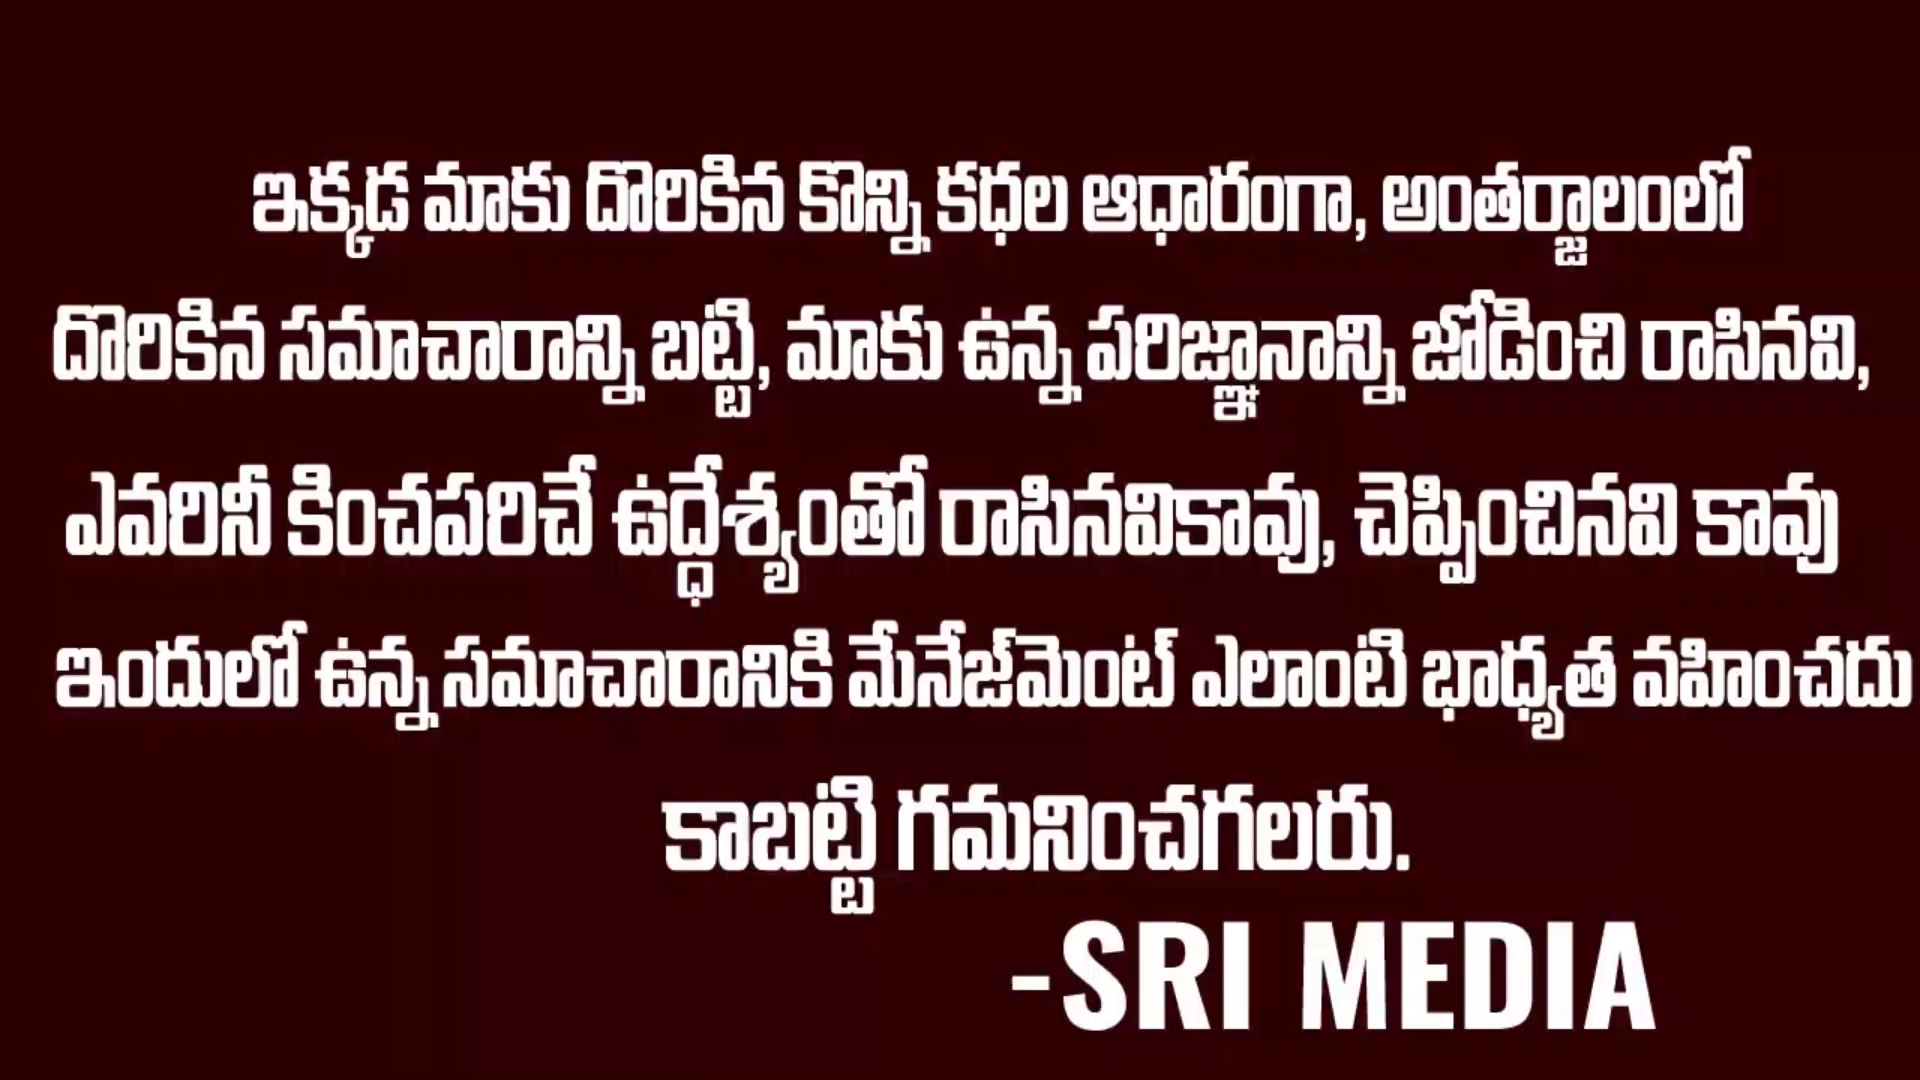 ఇక్కడ మాకు దొరికిన కొన్ని కధల ఆధారంగా, అంతర్జాలంలో
దొరికిన సమాచారాన్ని బట్టి, మాకు ఉన్న పరిజ్ఞానాన్ని జోడించి రాసినవి,
ఎవరినీ కించపరిచే ఉద్ధేశ్యంతో రాసినవికావు, చెప్పించినవి కావు
ఇందులో ఉన్న సమాచారానికి మేనేజ్‌మెంట్ ఎలాంటి భాధ్యత వహించదు
కాబట్టి గమనించగలరు.
-SRI MEDIA